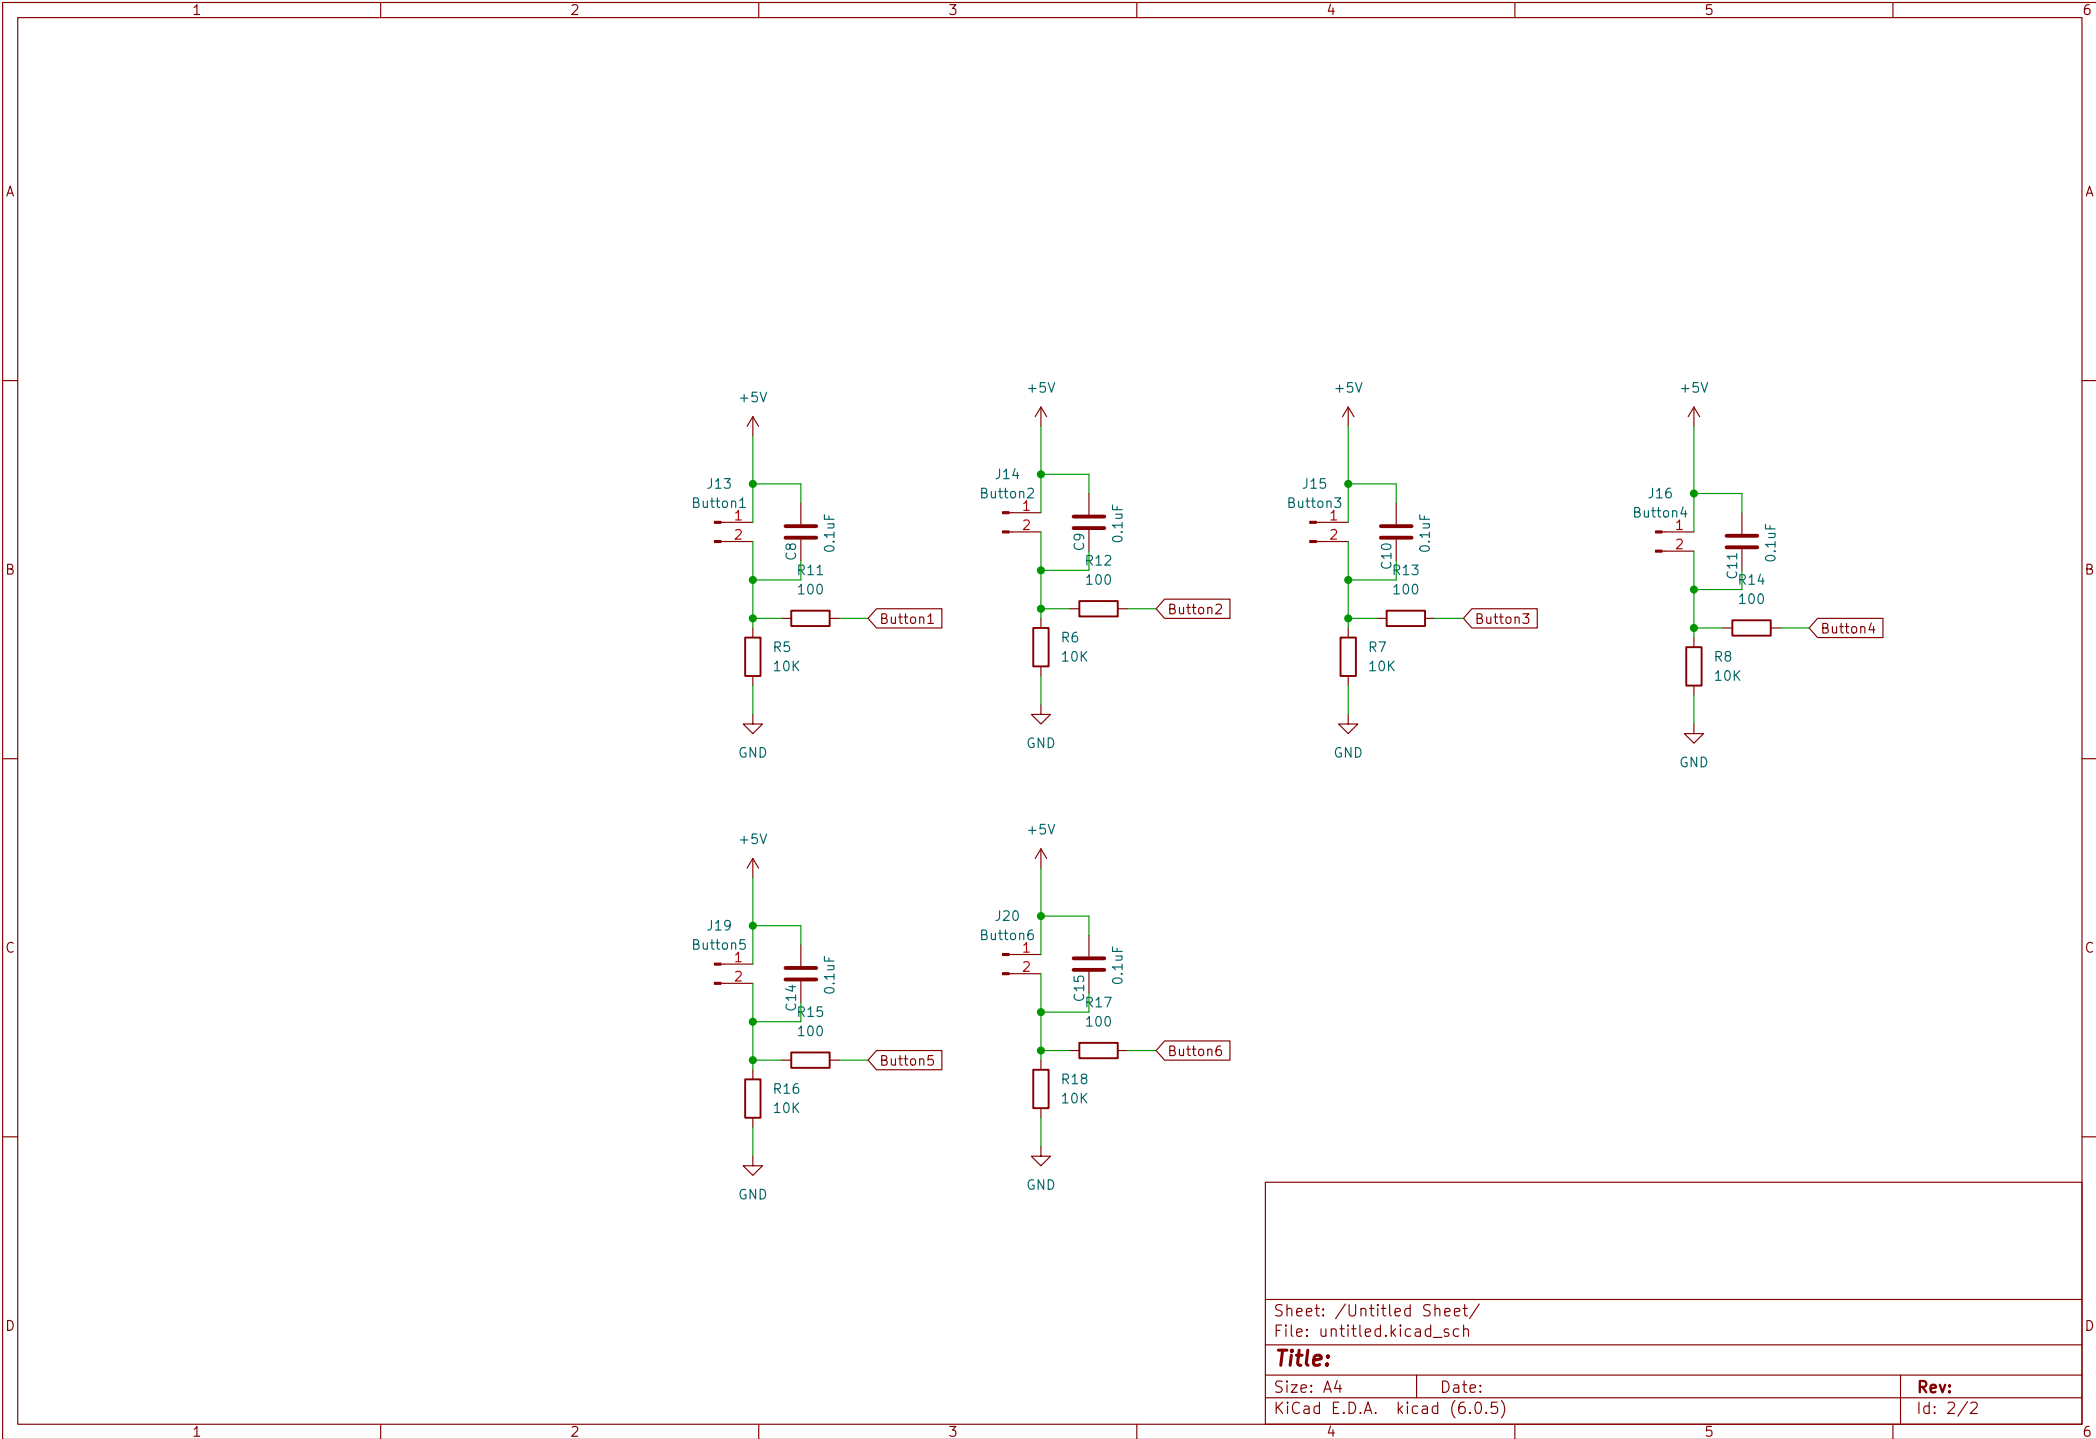 1 2 3 4 5 6
A A
+5V +5V +5V +5V
J13
Button1
1
2
C8
0.1uF
R11
100
Button1
R5
10K
GND
J14
Button2
1
2
C9
0.1uF
R12
100
Button2
R6
10K
GND
J15
Button3
1
2
C10
0.1uF
R13
100
Button3
R7
10K
GND
J16
Button4
1
2
C11
0.1uF
R14
100
Button4
R8
10K
GND
B B
+5V +5V
J19
Button5
1
2
C14
0.1uF
R15
100
Button5
R16
10K
GND
J20
Button6
1
2
C15
0.1uF
R17
100
Button6
R18
10K
GND
C C
D D
Sheet: /Untitled Sheet/
File: untitled.kicad_sch
Title:
Size: A4 Date: Rev:
KiCad E.D.A. kicad (6.0.5) Id: 2/2
1 2 3 4 5 6